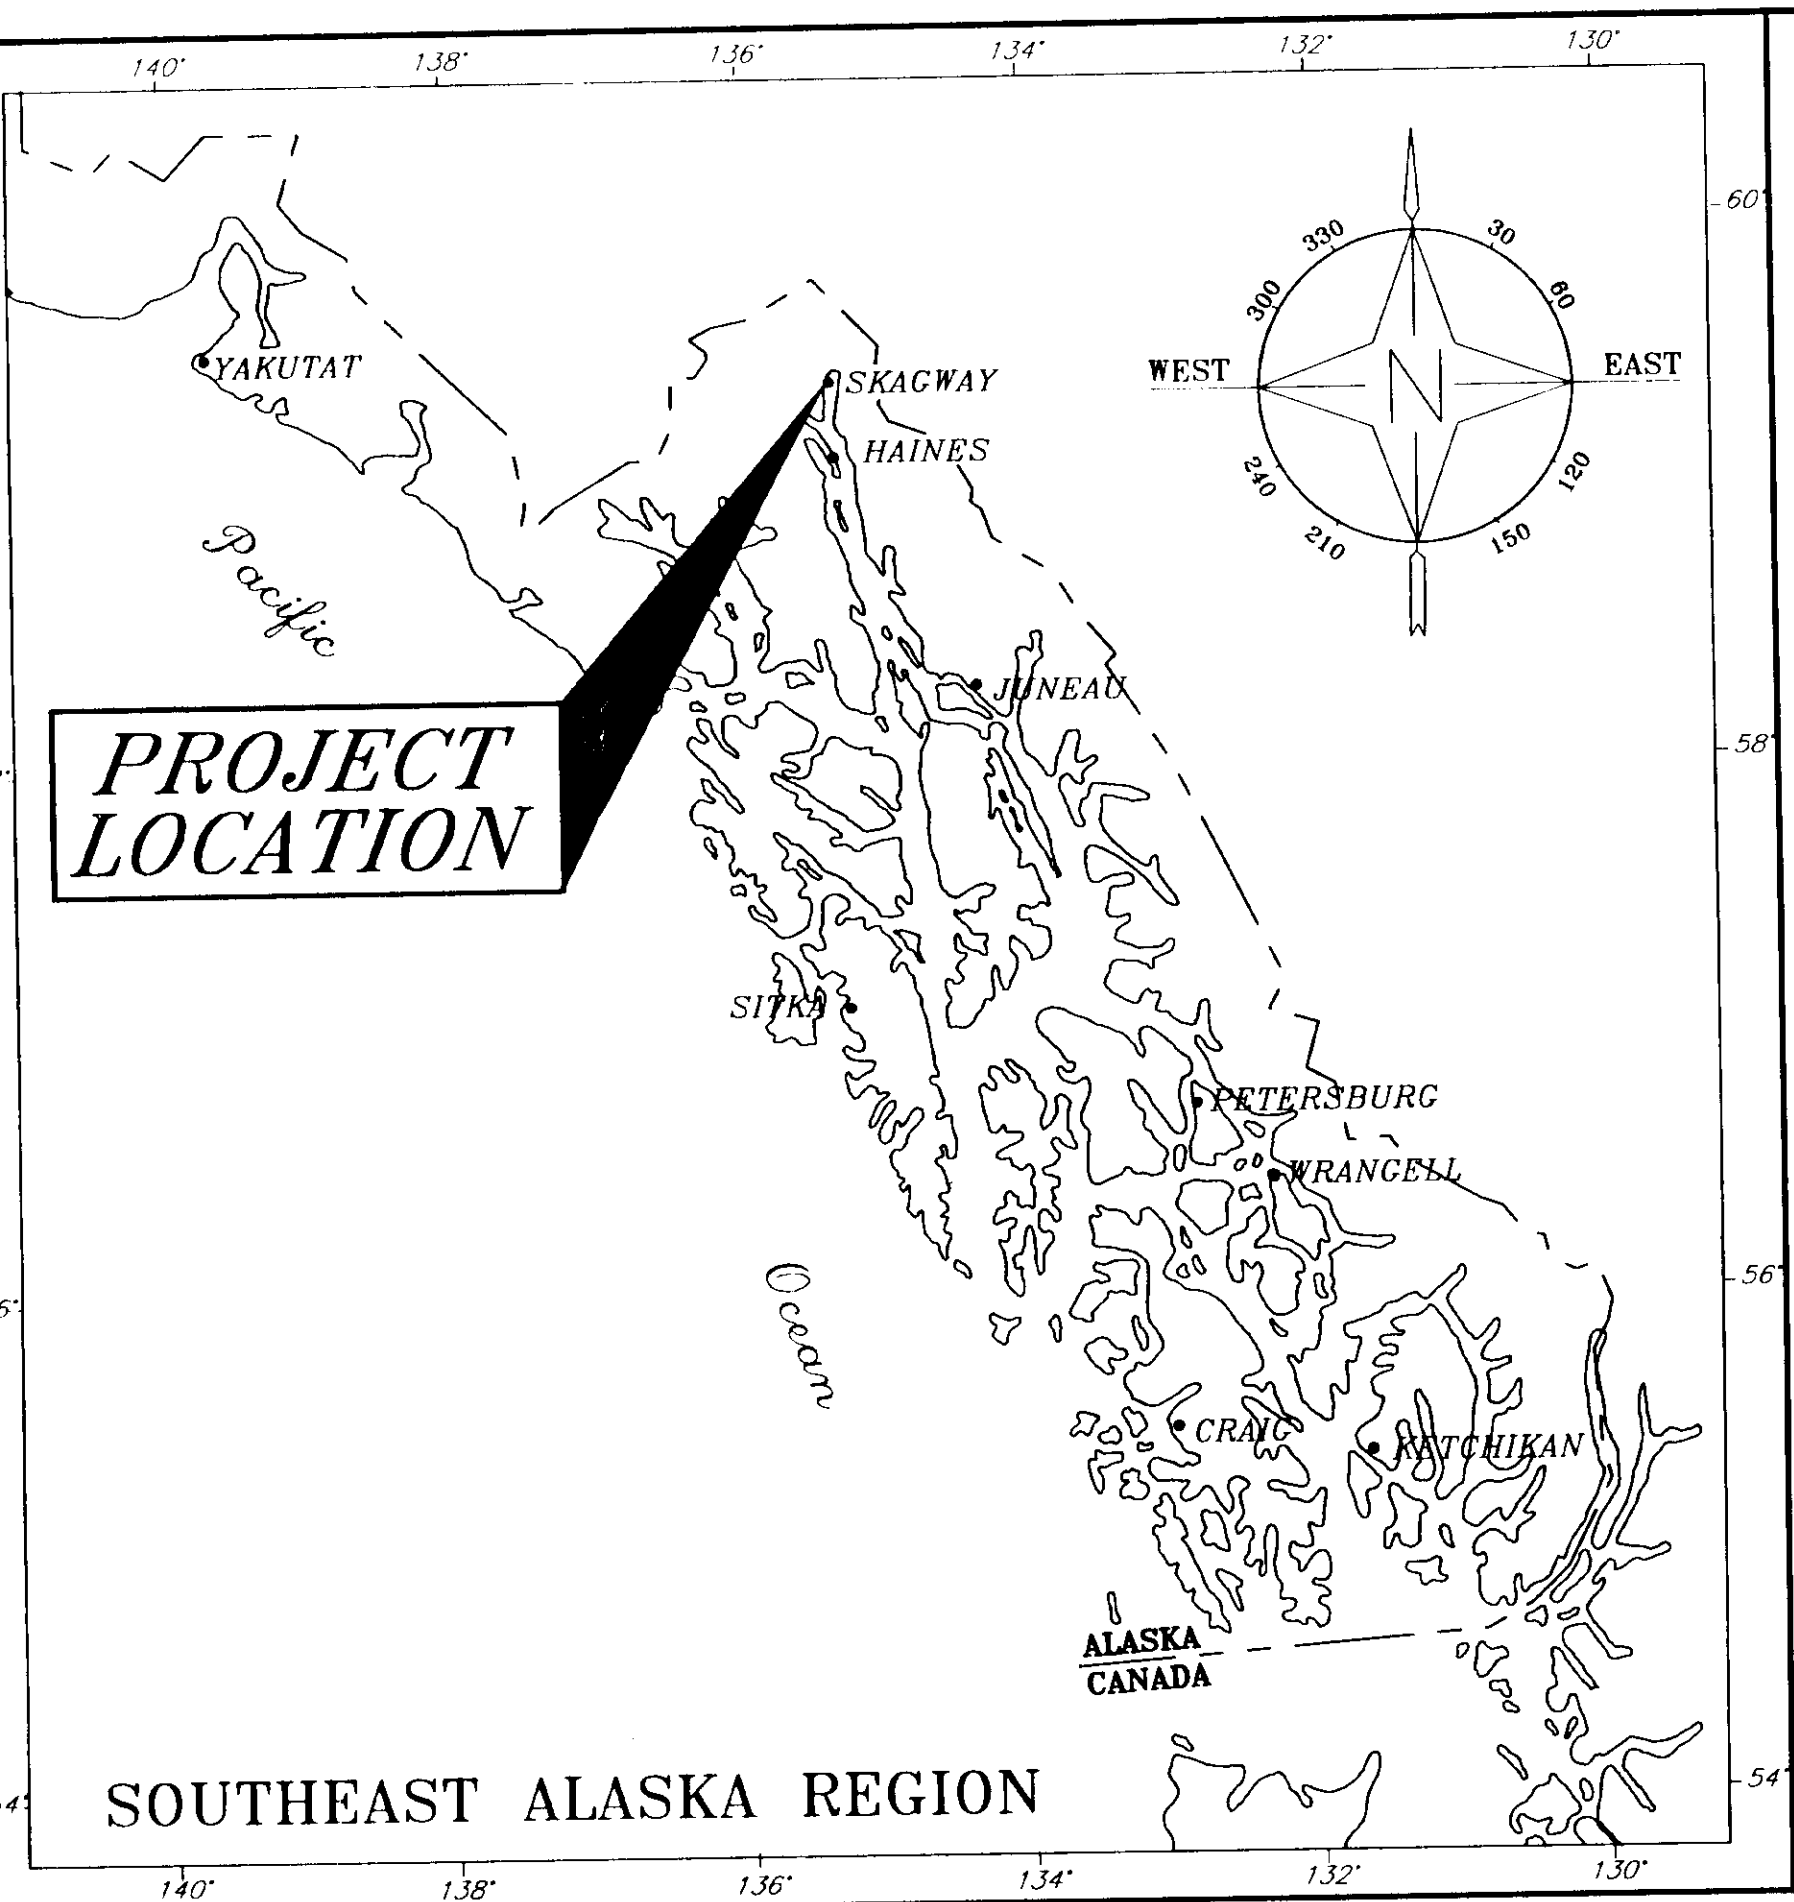 140° 138° 136° 134° 132° 130°
60°
330 30
300 60
WEST N EAST
240 120
210 150
YAKUTAT
SKAGWAY
HAINES
Pacific
JUNEAU
58°
PROJECT
LOCATION
SITKA
PETERSBURG
WRANGELL
Ocean
56°
6°
CRAIG
KETCHIKAN
ALASKA
CANADA
54°
4°
SOUTHEAST ALASKA REGION
140° 138° 136° 134° 132° 130°